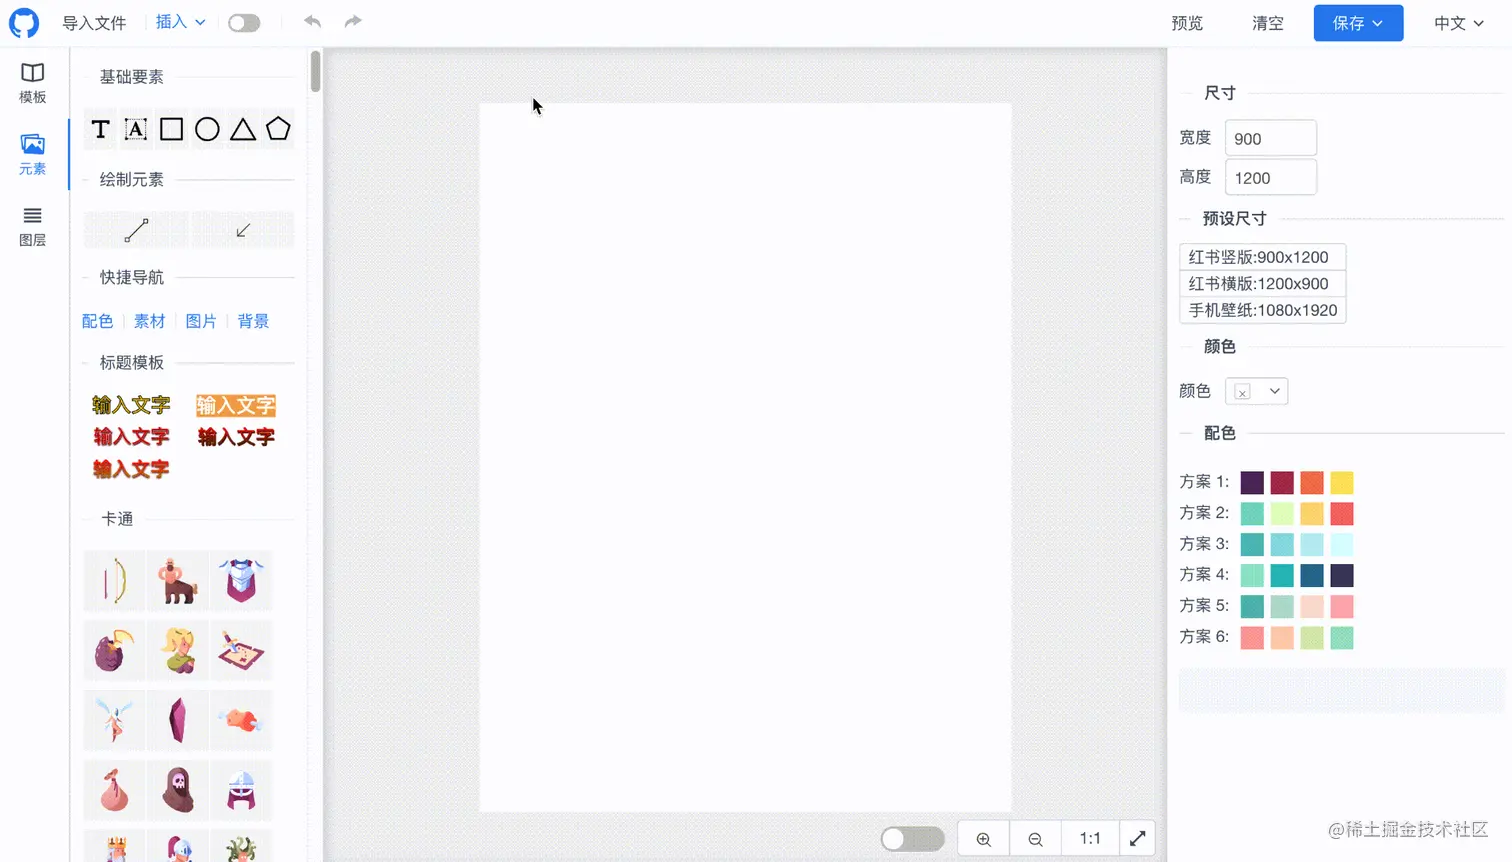 导入文件 插入 预览 清空 保存 中文
模板
元素
图层
基础要素
T A
绘制元素
快捷导航
配色 素材 图片 背景
标题模板
输入文字 输入文字
输入文字 输入文字
输入文字
卡通
尺寸
宽度 900
高度 1200
预设尺寸
红书竖版:900x1200
红书横版:1200x900
手机壁纸:1080x1920
颜色
颜色
配色
方案 1:
方案 2:
方案 3:
方案 4:
方案 5:
方案 6:
1:1
@稀土掘金技术社区